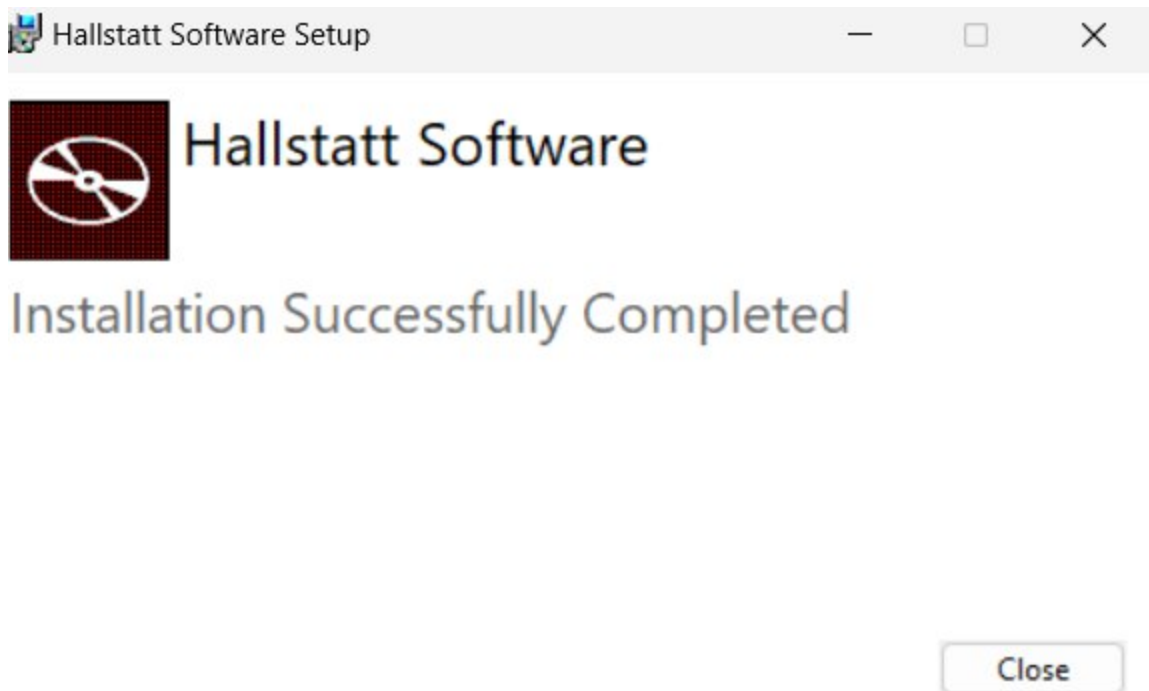 Hallstatt Software Setup
Hallstatt Software
Installation Successfully Completed
Close